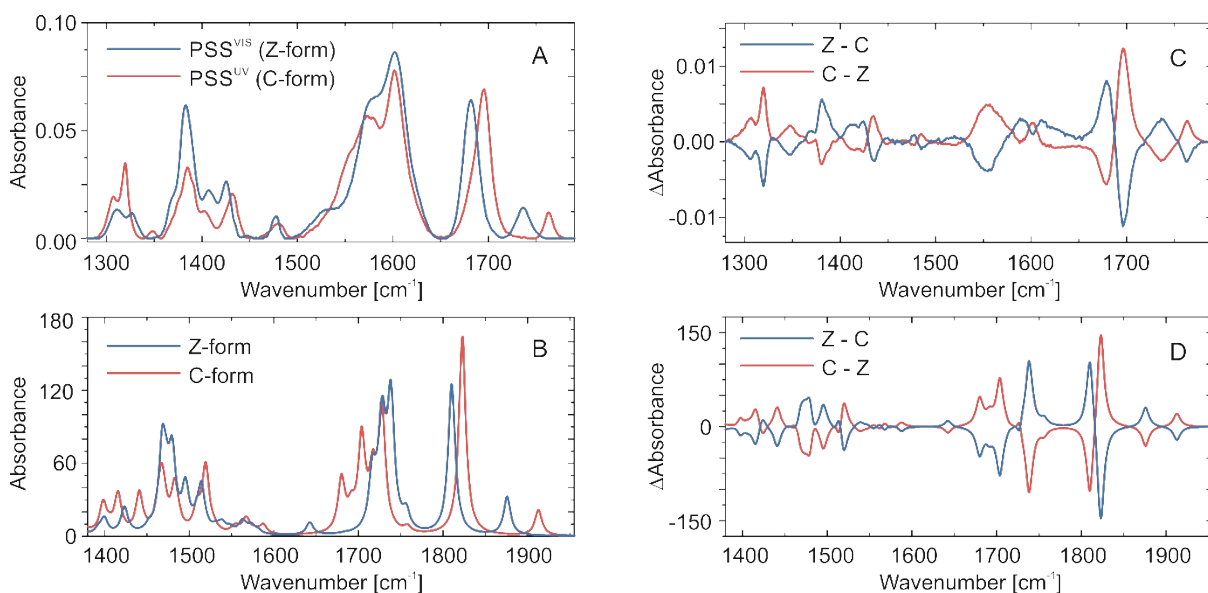 0.10
0.05
0.00
Absorbance
PSS^VIS (Z-form)
PSS^UV (C-form)
A
1300 1400 1500 1600 1700
Wavenumber [cm⁻¹]
0.01
0.00
-0.01
ΔAbsorbance
Z - C
C - Z
C
1300 1400 1500 1600 1700
Wavenumber [cm⁻¹]
180
120
60
0
Absorbance
Z-form
C-form
B
1400 1500 1600 1700 1800 1900
Wavenumber [cm⁻¹]
150
0
-150
ΔAbsorbance
Z - C
C - Z
D
1400 1500 1600 1700 1800 1900
Wavenumber [cm⁻¹]